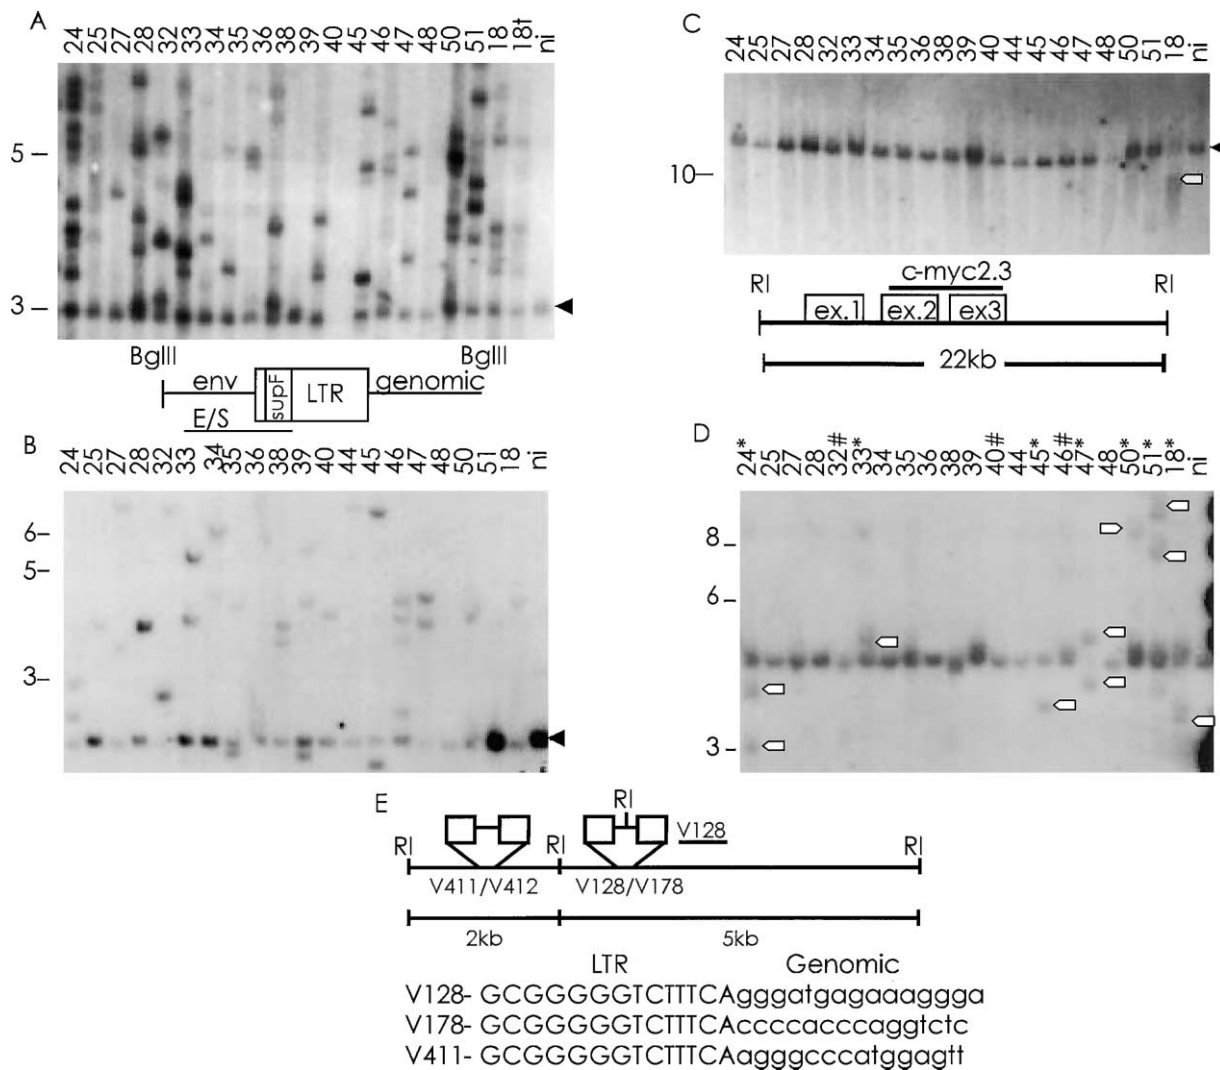 A
24 25 27 28 32 33 34 35 36 38 39 40 45 46 47 48 50 51 18 18t ni
5
3
BglII BglII
env supF LTR genomic
E/S
B
24 25 27 28 32 33 34 35 36 38 39 40 44 45 46 47 48 50 51 18 ni
6
5
3
C
24 25 27 28 32 33 34 35 36 38 39 40 44 45 46 47 48 50 51 18 ni
10
c-myc2.3
RI RI
ex.1 ex.2 ex3
22kb
D
24* 25 27 28 32# 33* 34 35 36 38 39 40# 44 45* 46# 47* 48 50* 51* 18* ni
8
6
3
E
RI
RI RI V128 RI
V411/V412 V128/V178
2kb 5kb
LTR Genomic
V128- GCGGGGGTCTTTCAgggatgagaaaggga
V178- GCGGGGGTCTTTCAccccacccaggtctc
V411- GCGGGGGTCTTTCAagggcccatggagtt